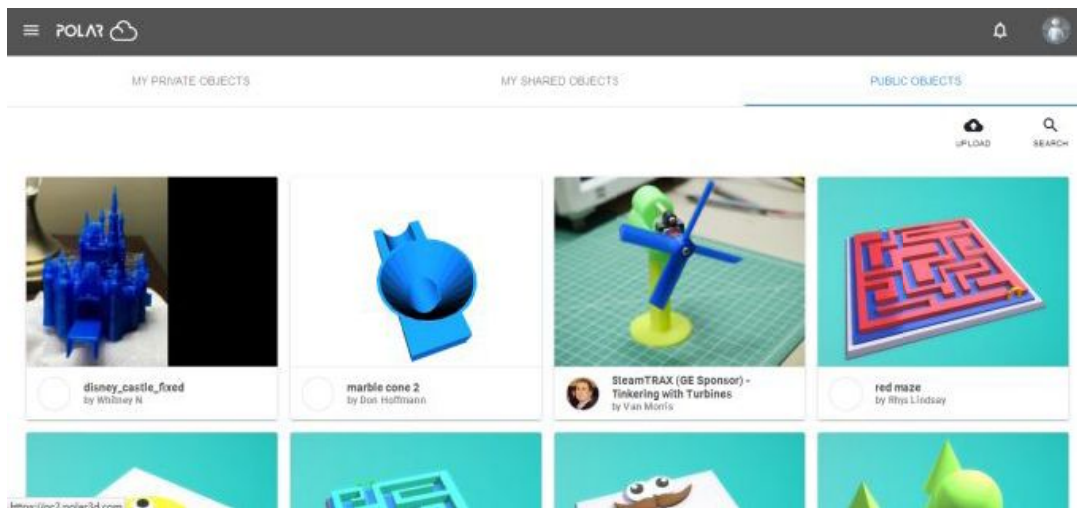 POLAR
MY PRIVATE OBJECTS
MY SHARED OBJECTS
PUBLIC OBJECTS
UPLOAD
SEARCH
disney_castle_fixed
by Whitney N
marble cone 2
by Don Hoffmann
SteamTRAX (GE Sponsor) -
Tinkering with Turbines
by Van Morris
red maze
by Rhys Lindsay